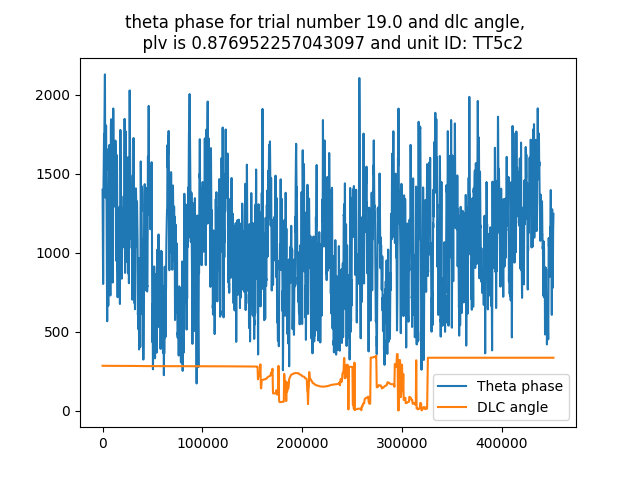 theta phase for trial number 19.0 and dlc angle,
plv is 0.876952257043097 and unit ID: TT5c2
2000
1500
1000
500
0
Theta phase
DLC angle
0
100000
200000
300000
400000